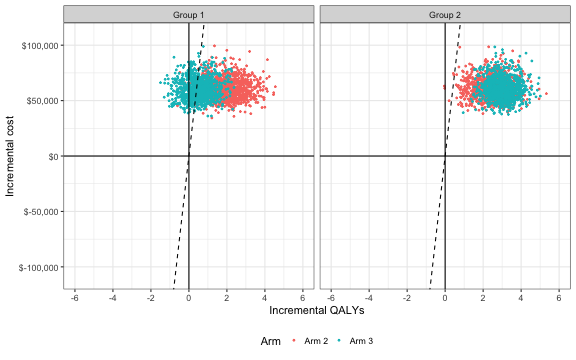 Group 1
Group 2
Incremental cost
$100,000
$50,000
$0
$-50,000
$-100,000
-6 -4 -2 0 2 4 6
-6 -4 -2 0 2 4 6
Incremental QALYs
Arm Arm 2 Arm 3